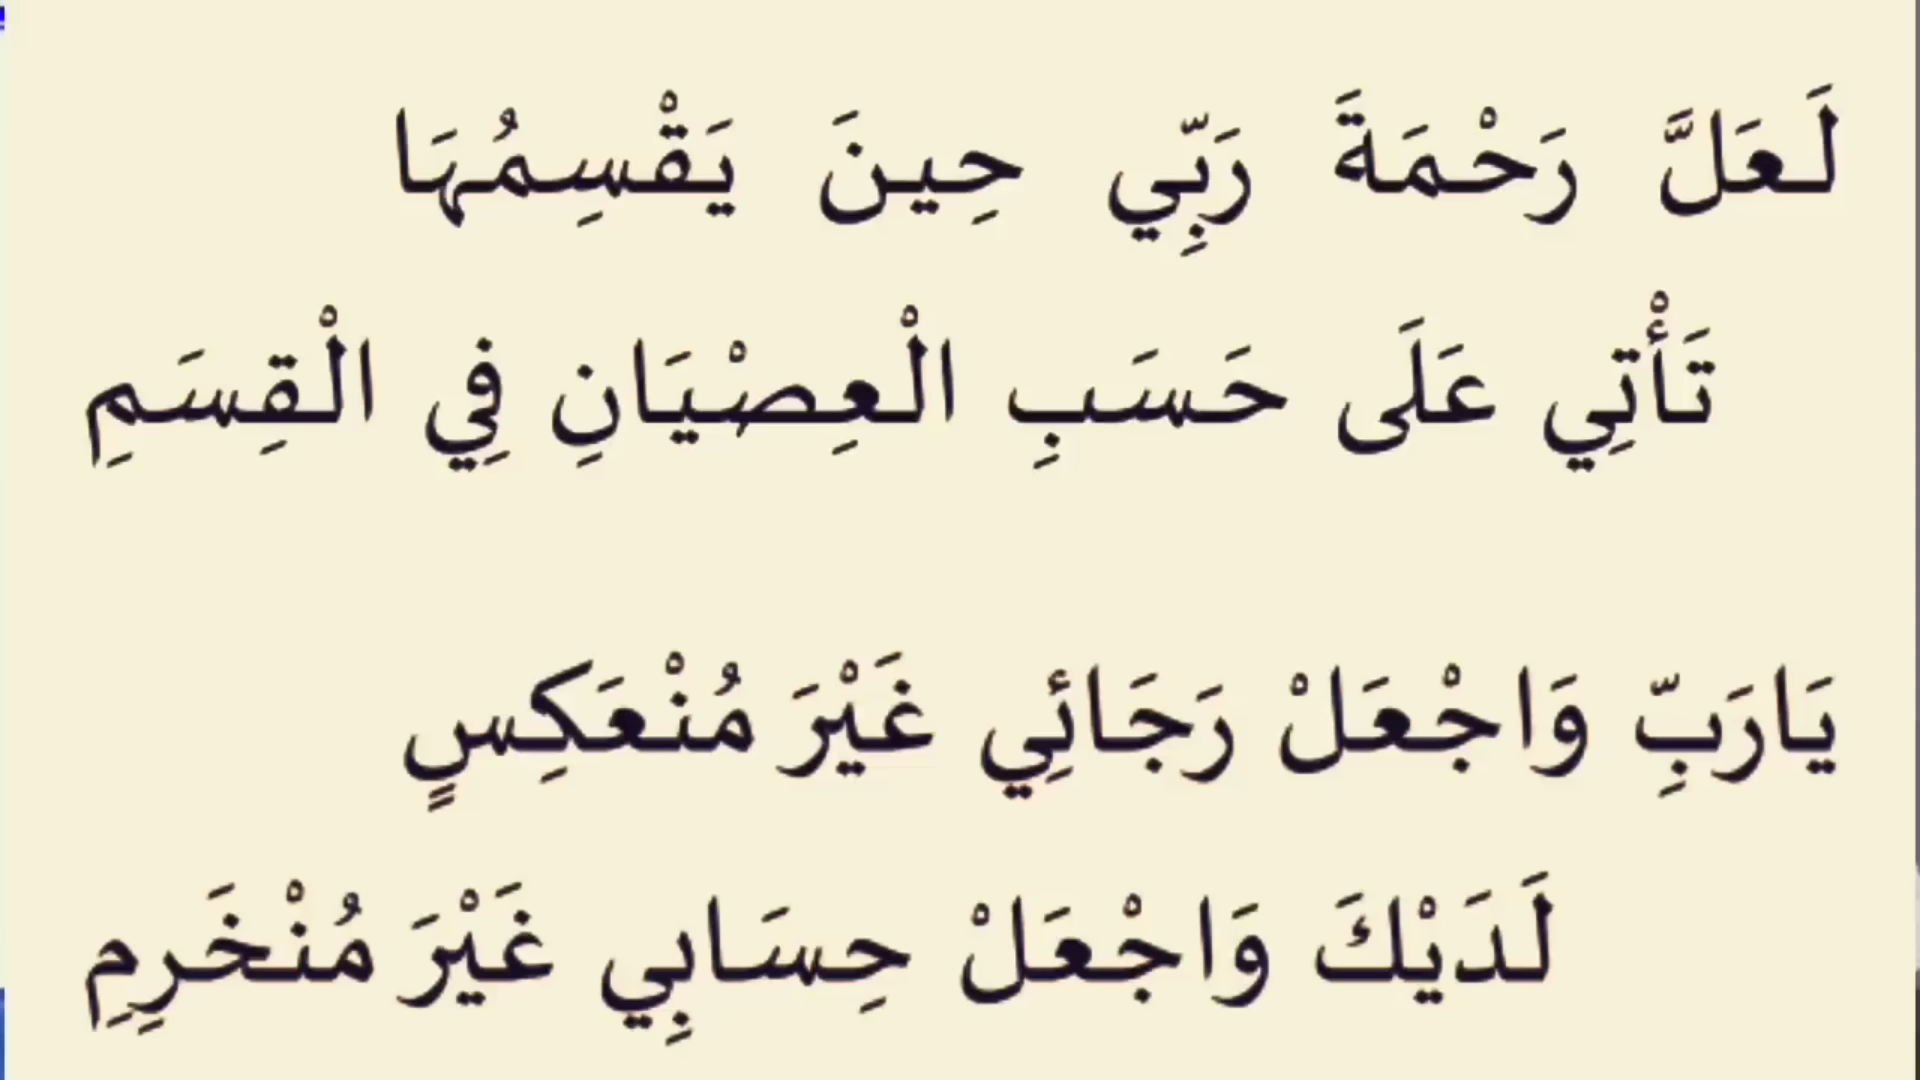 لَعَلَّ رَحْمَةَ رَبِّي حِينَ يَقْسِمُهَا
تَأْتِي عَلَى حَسَبِ الْعِصْيَانِ فِي الْقِسَمِ
يَارَبِّ وَاجْعَلْ رَجَائِي غَيْرَ مُنْعَكِسٍ
لَدَيْكَ وَاجْعَلْ حِسَابِي غَيْرَ مُنْخَرِمِ